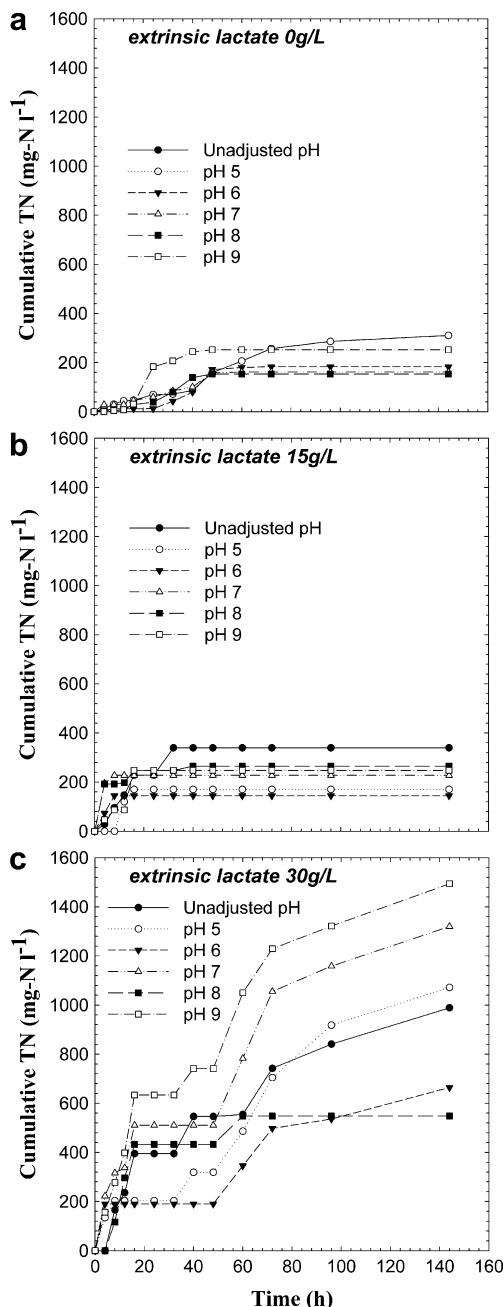 a
extrinsic lactate 0g/L
1600
1400
1200
1000
800
600
400
200
0
Cumulative TN (mg-N l-1)
Unadjusted pH
pH 5
pH 6
pH 7
pH 8
pH 9
b
extrinsic lactate 15g/L
1600
1400
1200
1000
800
600
400
200
0
Cumulative TN (mg-N l-1)
Unadjusted pH
pH 5
pH 6
pH 7
pH 8
pH 9
c
extrinsic lactate 30g/L
1600
1400
1200
1000
800
600
400
200
0
Cumulative TN (mg-N l-1)
Unadjusted pH
pH 5
pH 6
pH 7
pH 8
pH 9
0 20 40 60 80 100 120 140 160
Time (h)